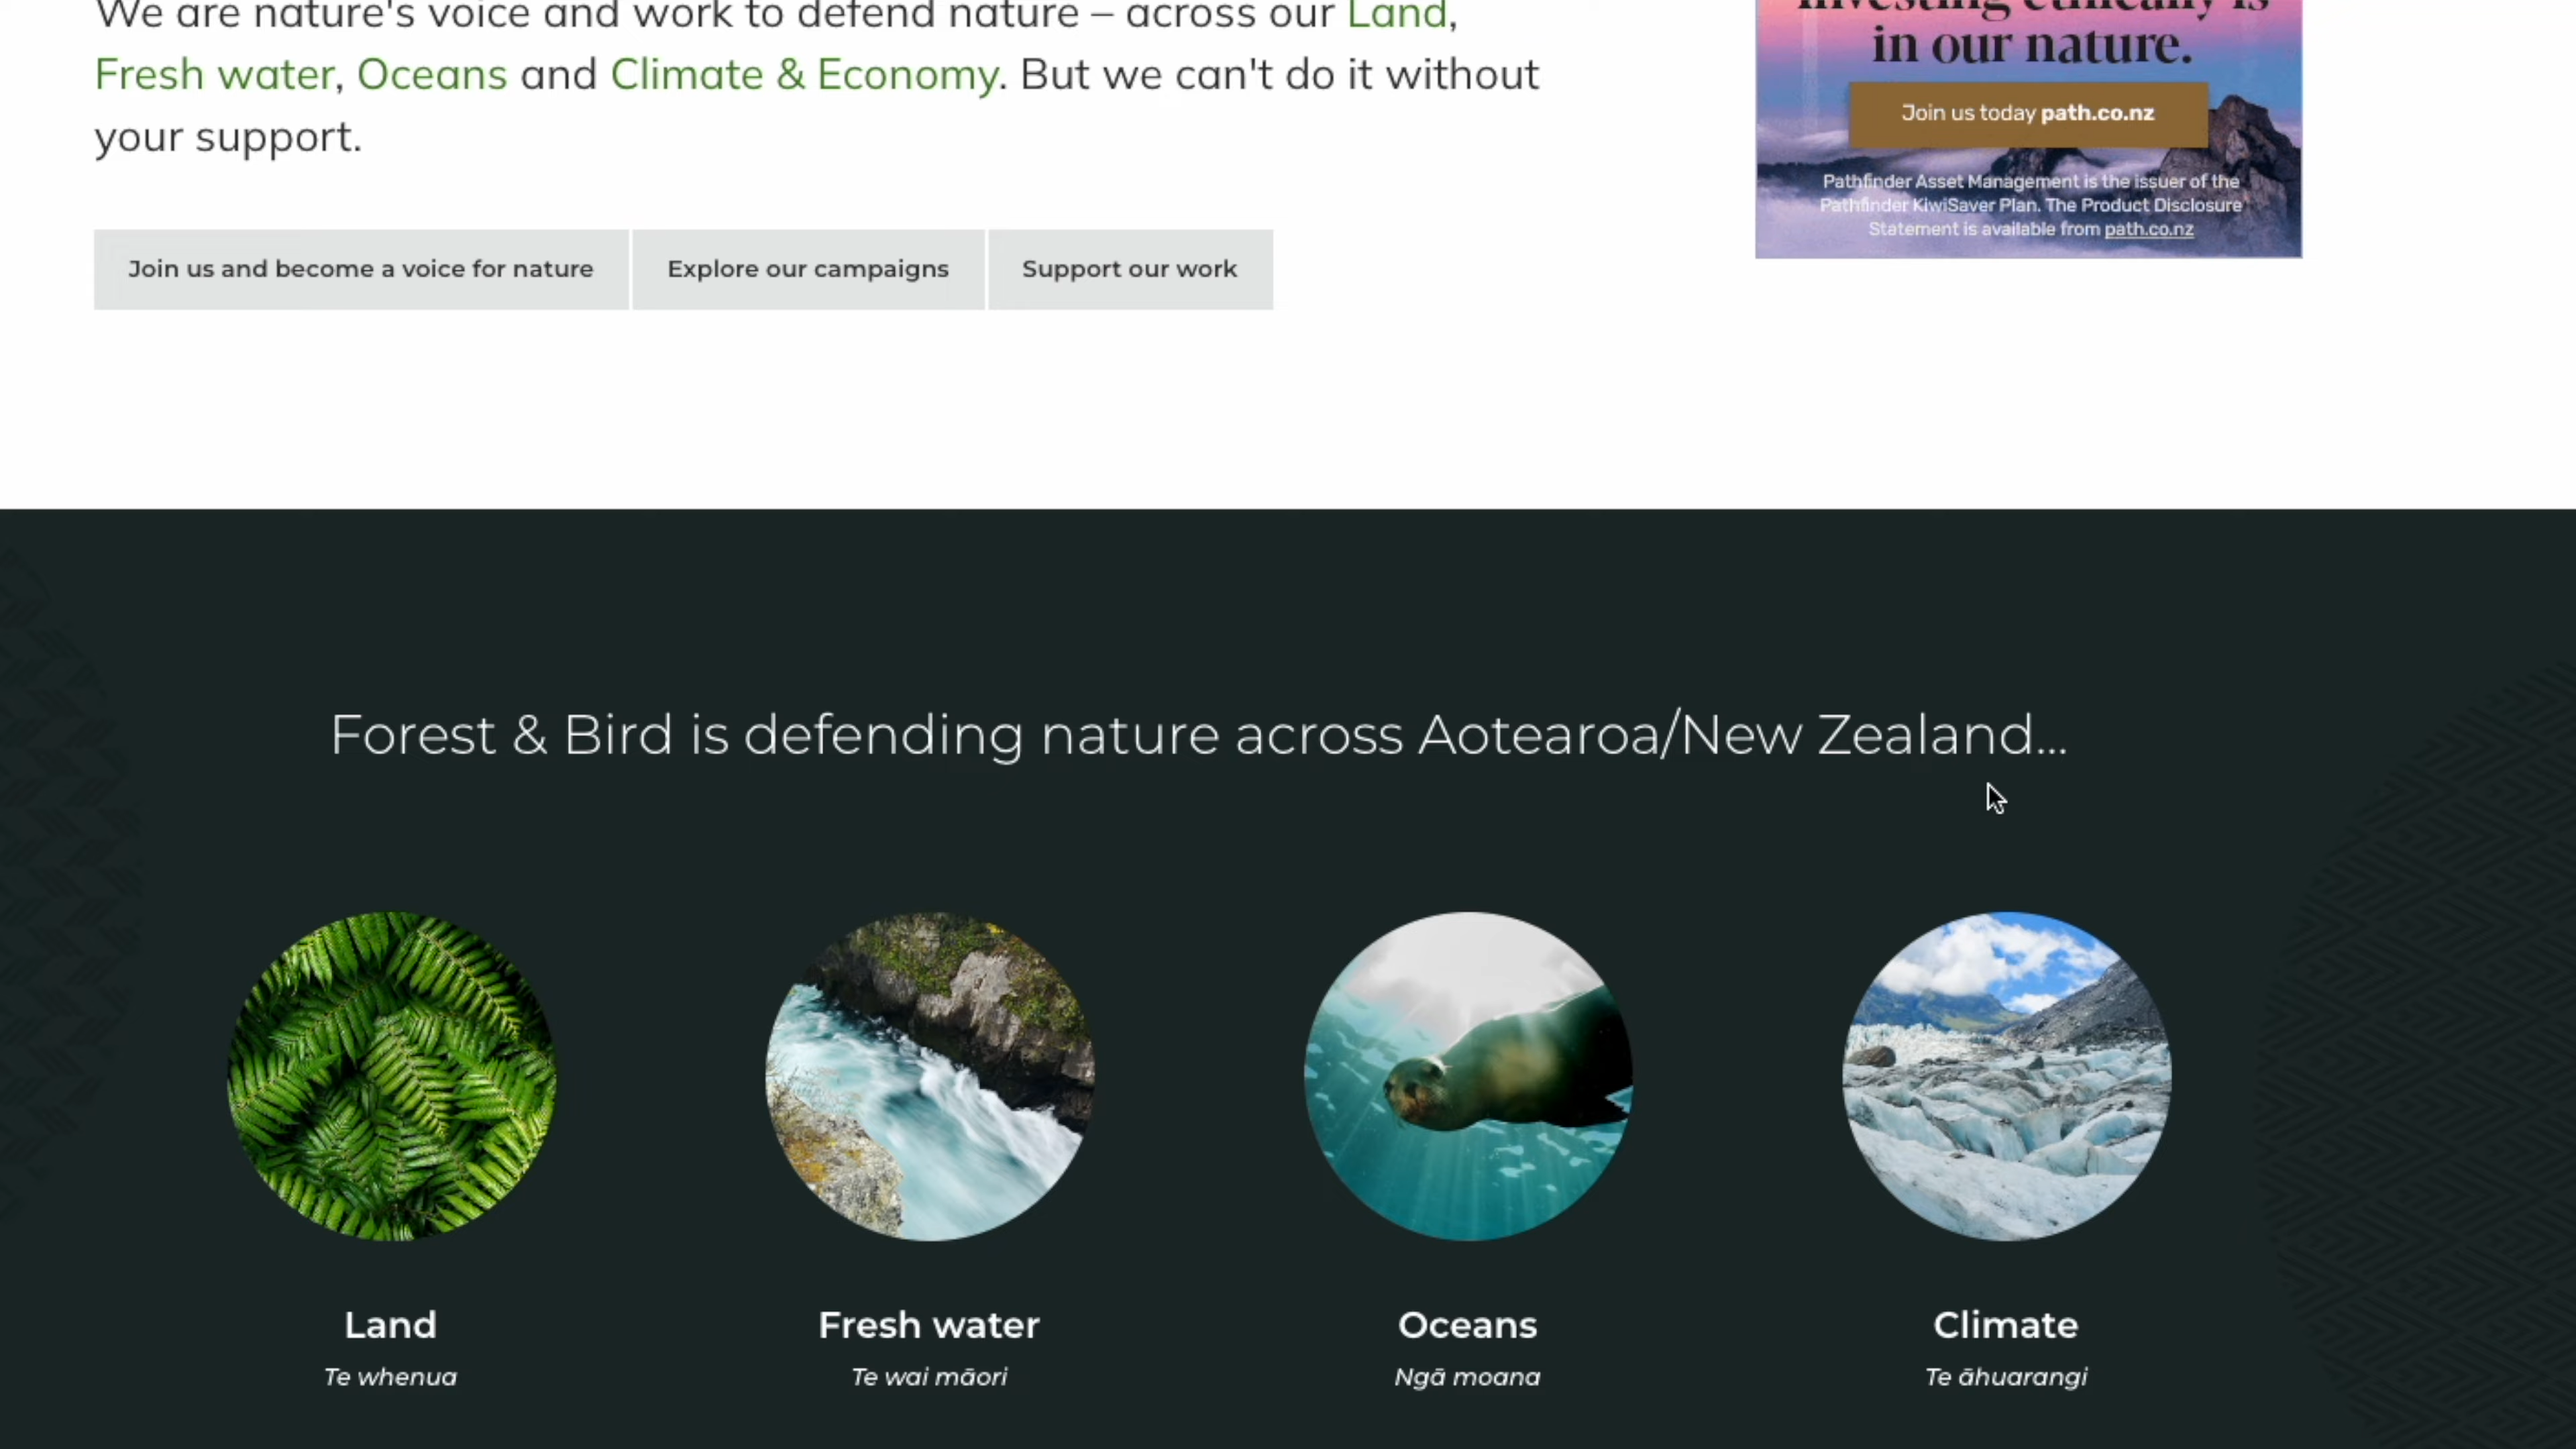 We are nature's voice and work to defend nature – across our Land,
Fresh water, Oceans and Climate & Economy. But we can't do it without
your support.
Join us and become a voice for nature
Explore our campaigns
Support our work
investing ethically is
in our nature.
Join us today path.co.nz
Pathfinder Asset Management is the issuer of the
Pathfinder KiwiSaver Plan. The Product Disclosure
Statement is available from path.co.nz
Forest & Bird is defending nature across Aotearoa/New Zealand...
Land
Te whenua
Fresh water
Te wai māori
Oceans
Ngā moana
Climate
Te āhuarangi